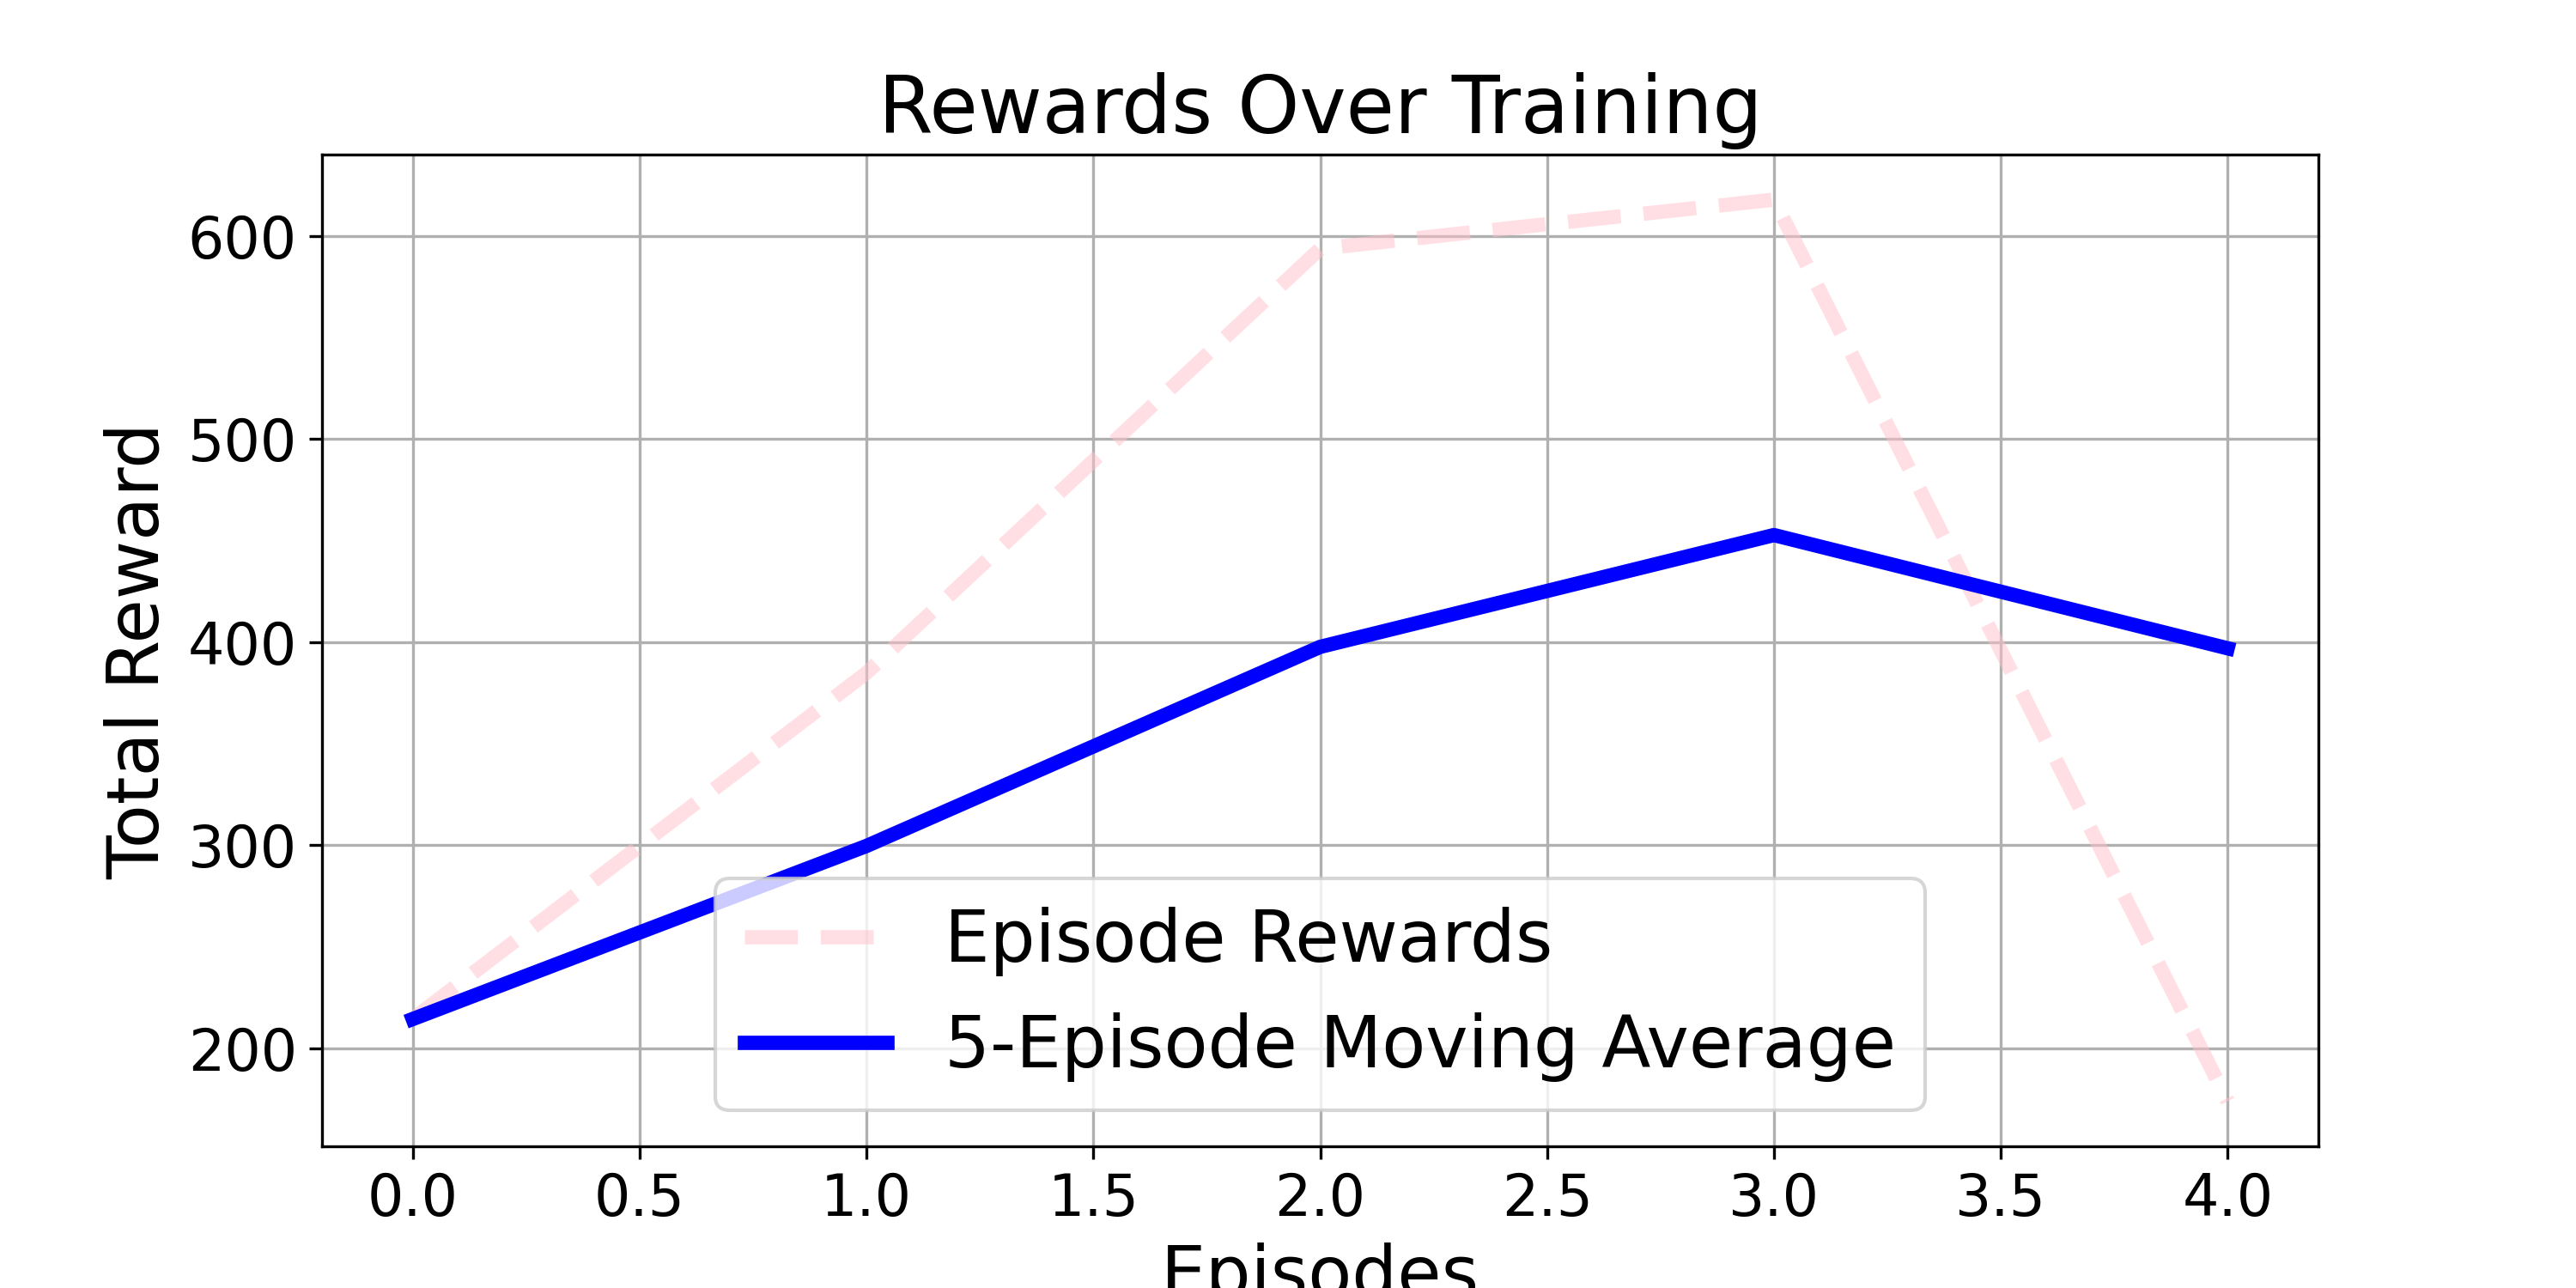 Rewards Over Training
Total Reward
600
500
400
300
200
Episode Rewards
5-Episode Moving Average
0.0 0.5 1.0 1.5 2.0 2.5 3.0 3.5 4.0
Episodes